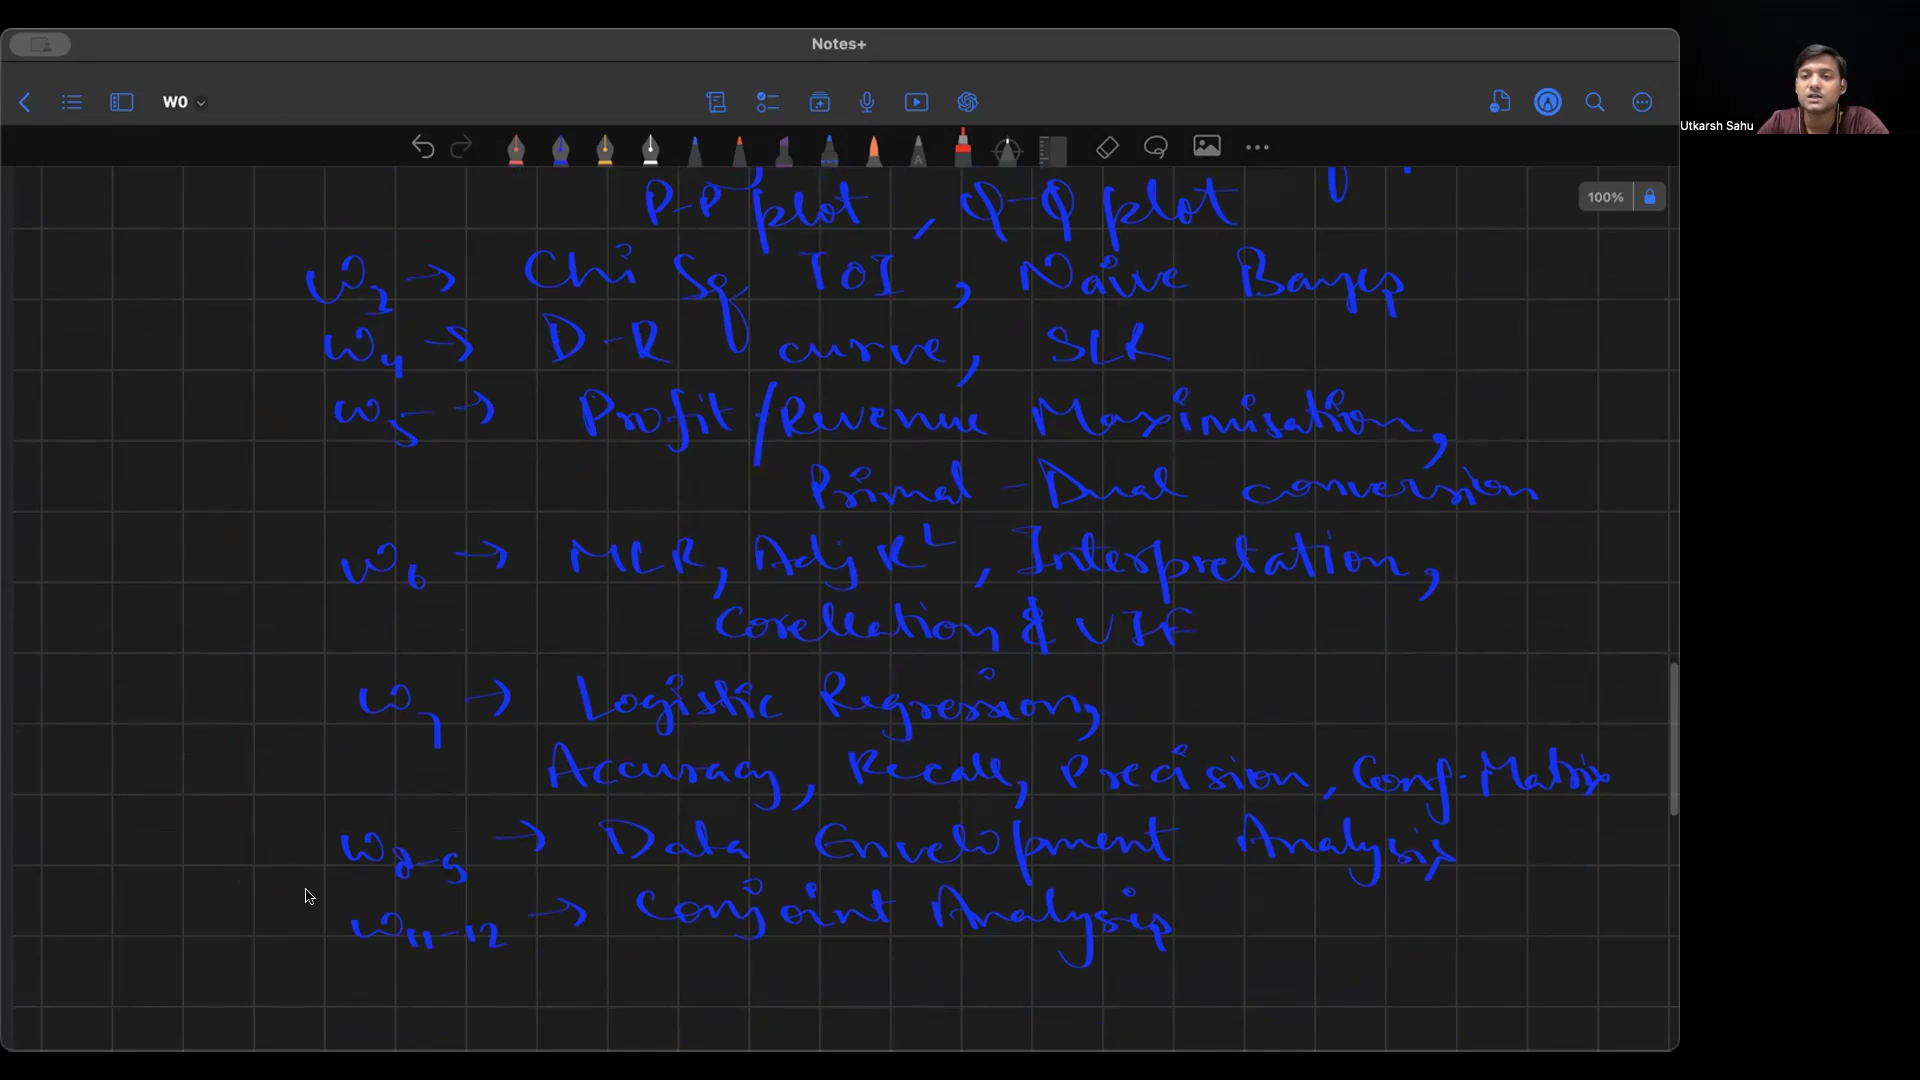 Notes+
W0
Utkarsh Sahu
100%
P-P plot, Q-Q plot
W3 → Chi Sq TOI, Naive Bayes
W4 → D-R curve, SLR
W5 → Profit/Revenue Maximisation,
Primal - Dual conversion
W6 → MLR, Adj R², Interpretation,
Corellation & VIF
W7 → Logistic Regression,
Accuracy, Recall, Precision, Conf. Matrix
W8-9 → Data Envelopment Analysis
W11-12 → Conjoint Analysis